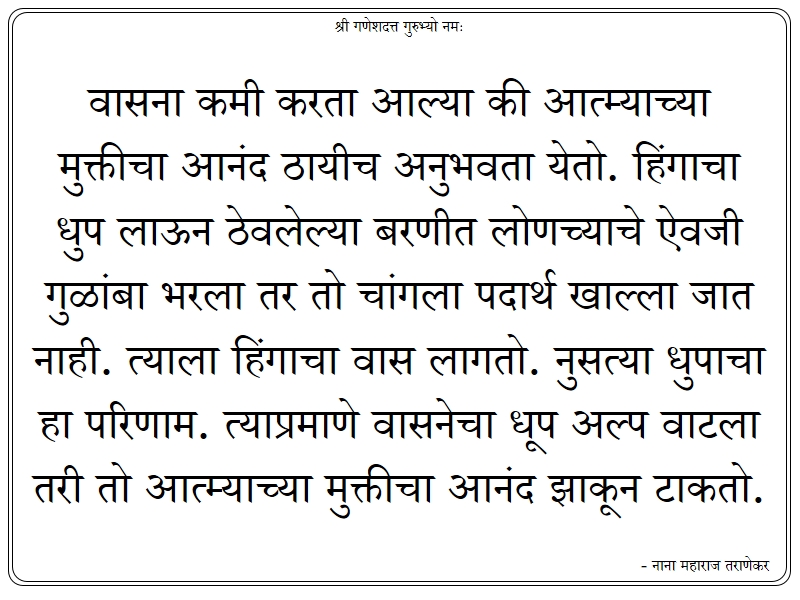 श्री गणेशदत्त गुरुभ्यो नमः
वासना कमी करता आल्या की आत्म्याच्या
मुक्तीचा आनंद ठायीच अनुभवता येतो. हिंगाचा
धुप लाऊन ठेवलेल्या बरणीत लोणच्याचे ऐवजी
गुळांबा भरला तर तो चांगला पदार्थ खाल्ला जात
नाही. त्याला हिंगाचा वास लागतो. नुसत्या धुपाचा
हा परिणाम. त्याप्रमाणे वासनेचा धूप अल्प वाटला
तरी तो आत्म्याच्या मुक्तीचा आनंद झाकून टाकतो.
- नाना महाराज तराणेकर